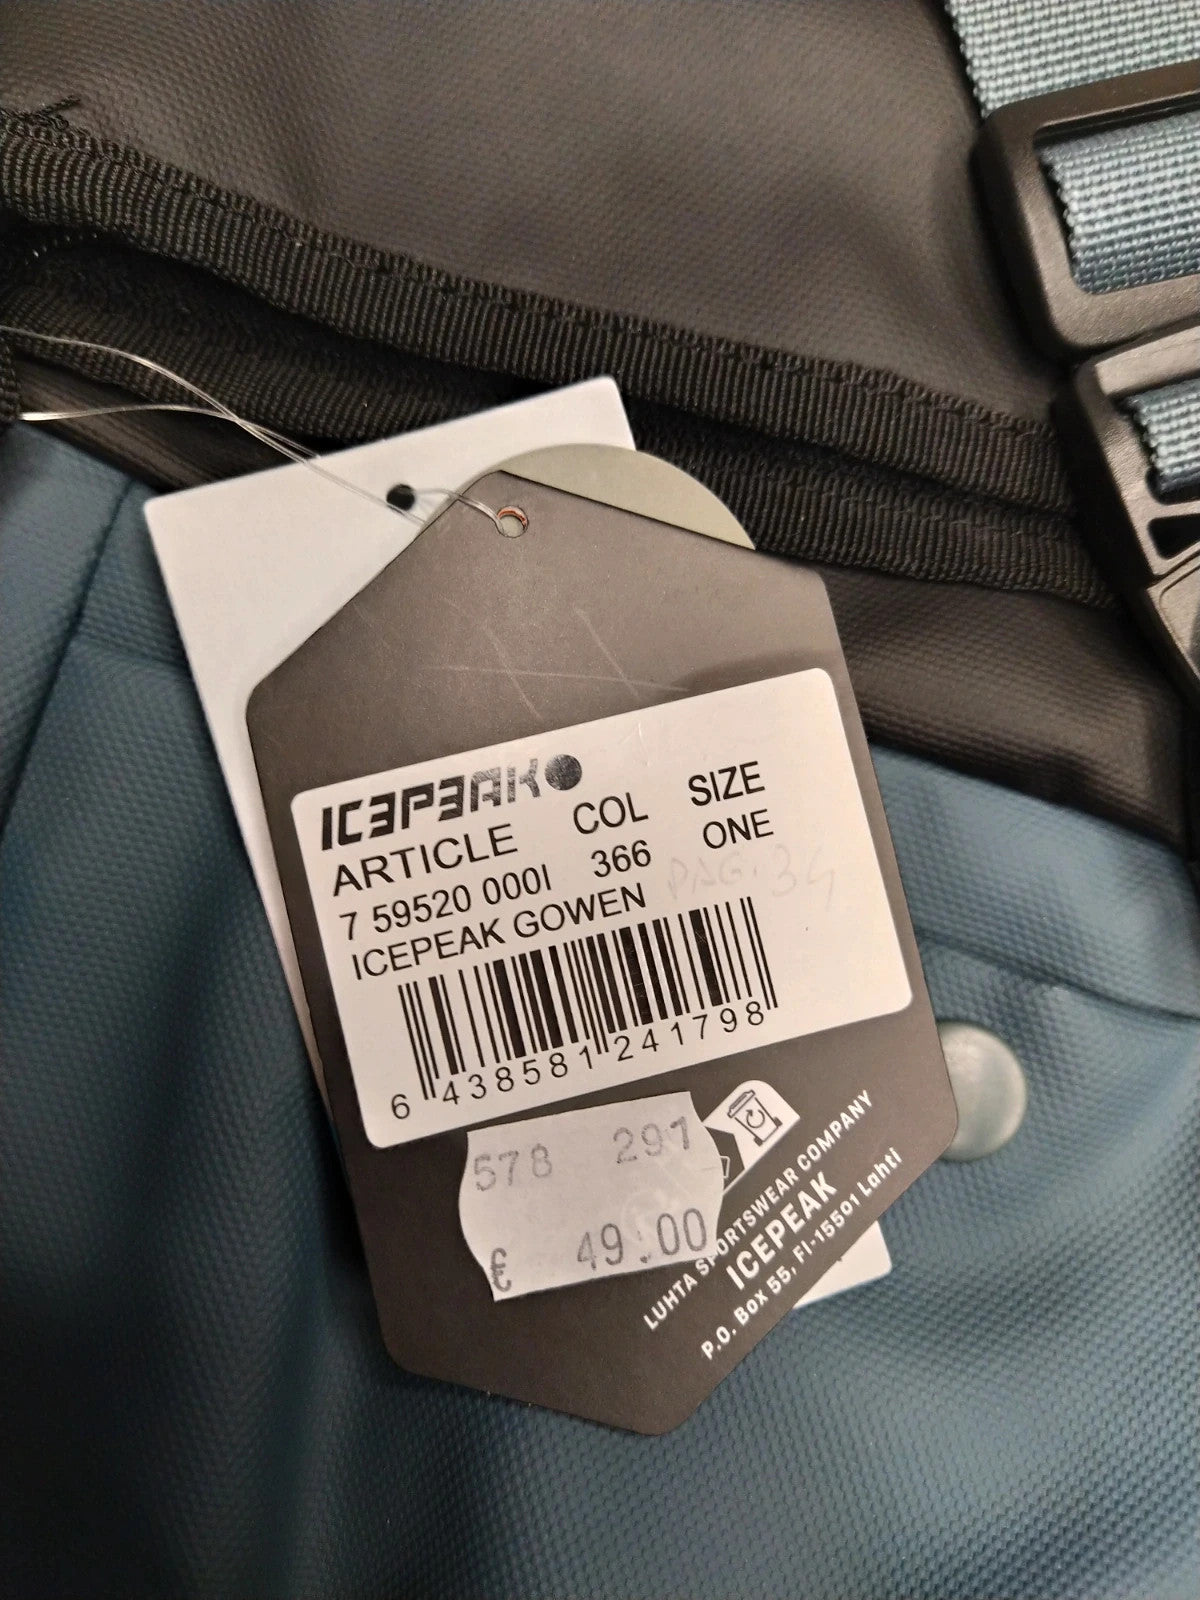 ICEPEAK
ARTICLE COL SIZE
7 59520 000I 366 ONE
ICEPEAK GOWEN PAG. 34
6 438581 241798
578 291
€ 49.00
LUHTA SPORTSWEAR COMPANY
ICEPEAK
P.O. Box 55, FI-15501 Lahti